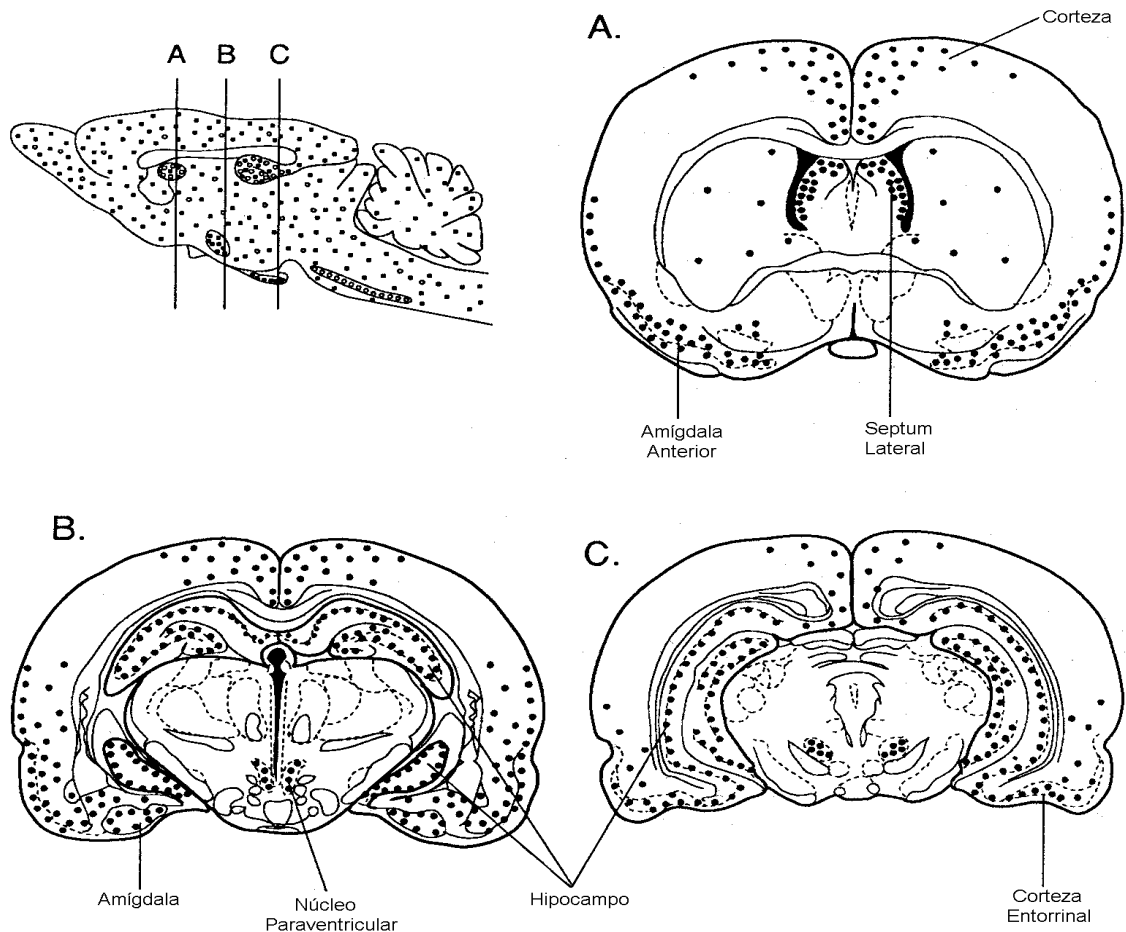 A B C
A.
Corteza
Amígdala
Anterior
Septum
Lateral
B.
C.
Amígdala
Núcleo
Paraventricular
Hipocampo
Corteza
Entorrinal